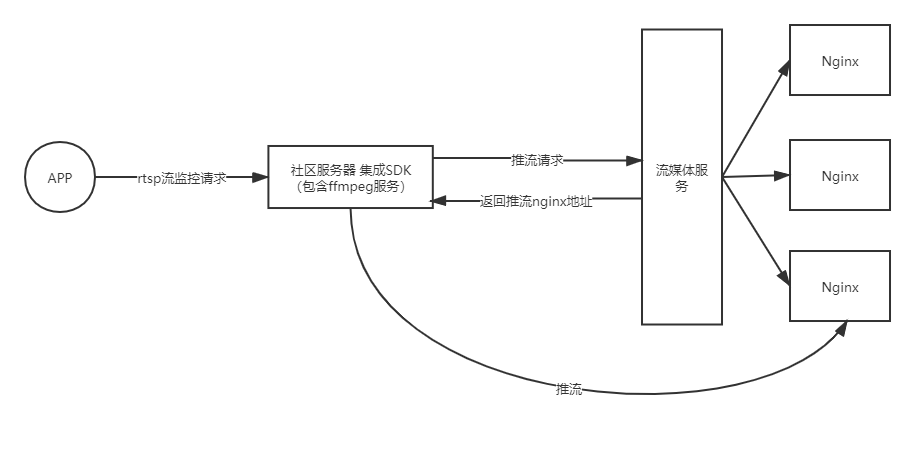 APP
rtsp流监控请求
社区服务器 集成SDK
（包含ffmpeg服务）
推流请求
返回推流nginx地址
流媒体服
务
Nginx
Nginx
Nginx
推流